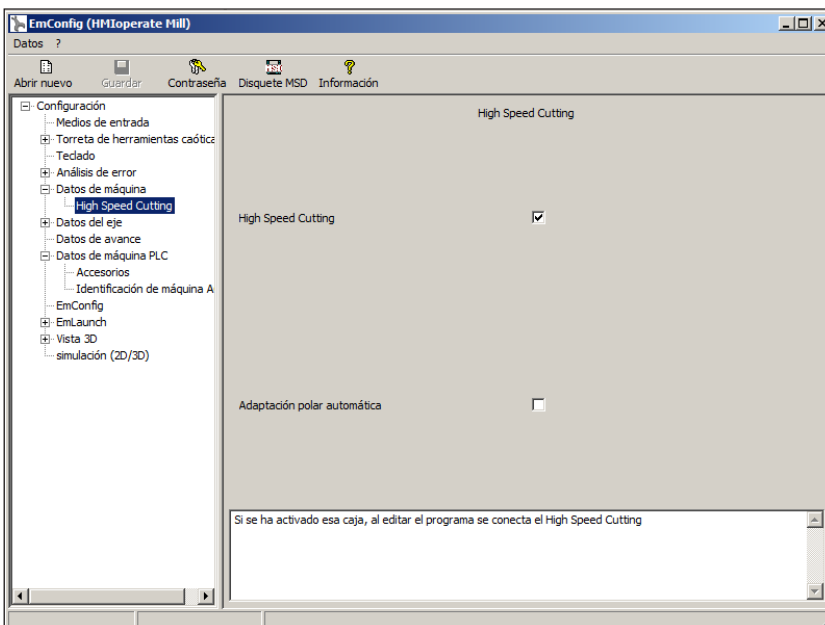 EmConfig (HMIoperate Mill)
Datos ?
Abrir nuevo Guardar Contraseña Disquete MSD Información
Configuración
Medios de entrada
Torreta de herramientas caótica
Teclado
Análisis de error
Datos de máquina
High Speed Cutting
Datos del eje
Datos de avance
Datos de máquina PLC
Accesorios
Identificación de máquina A
EmConfig
EmLaunch
Vista 3D
simulación (2D/3D)
High Speed Cutting
High Speed Cutting
Adaptación polar automática
Si se ha activado esa caja, al editar el programa se conecta el High Speed Cutting